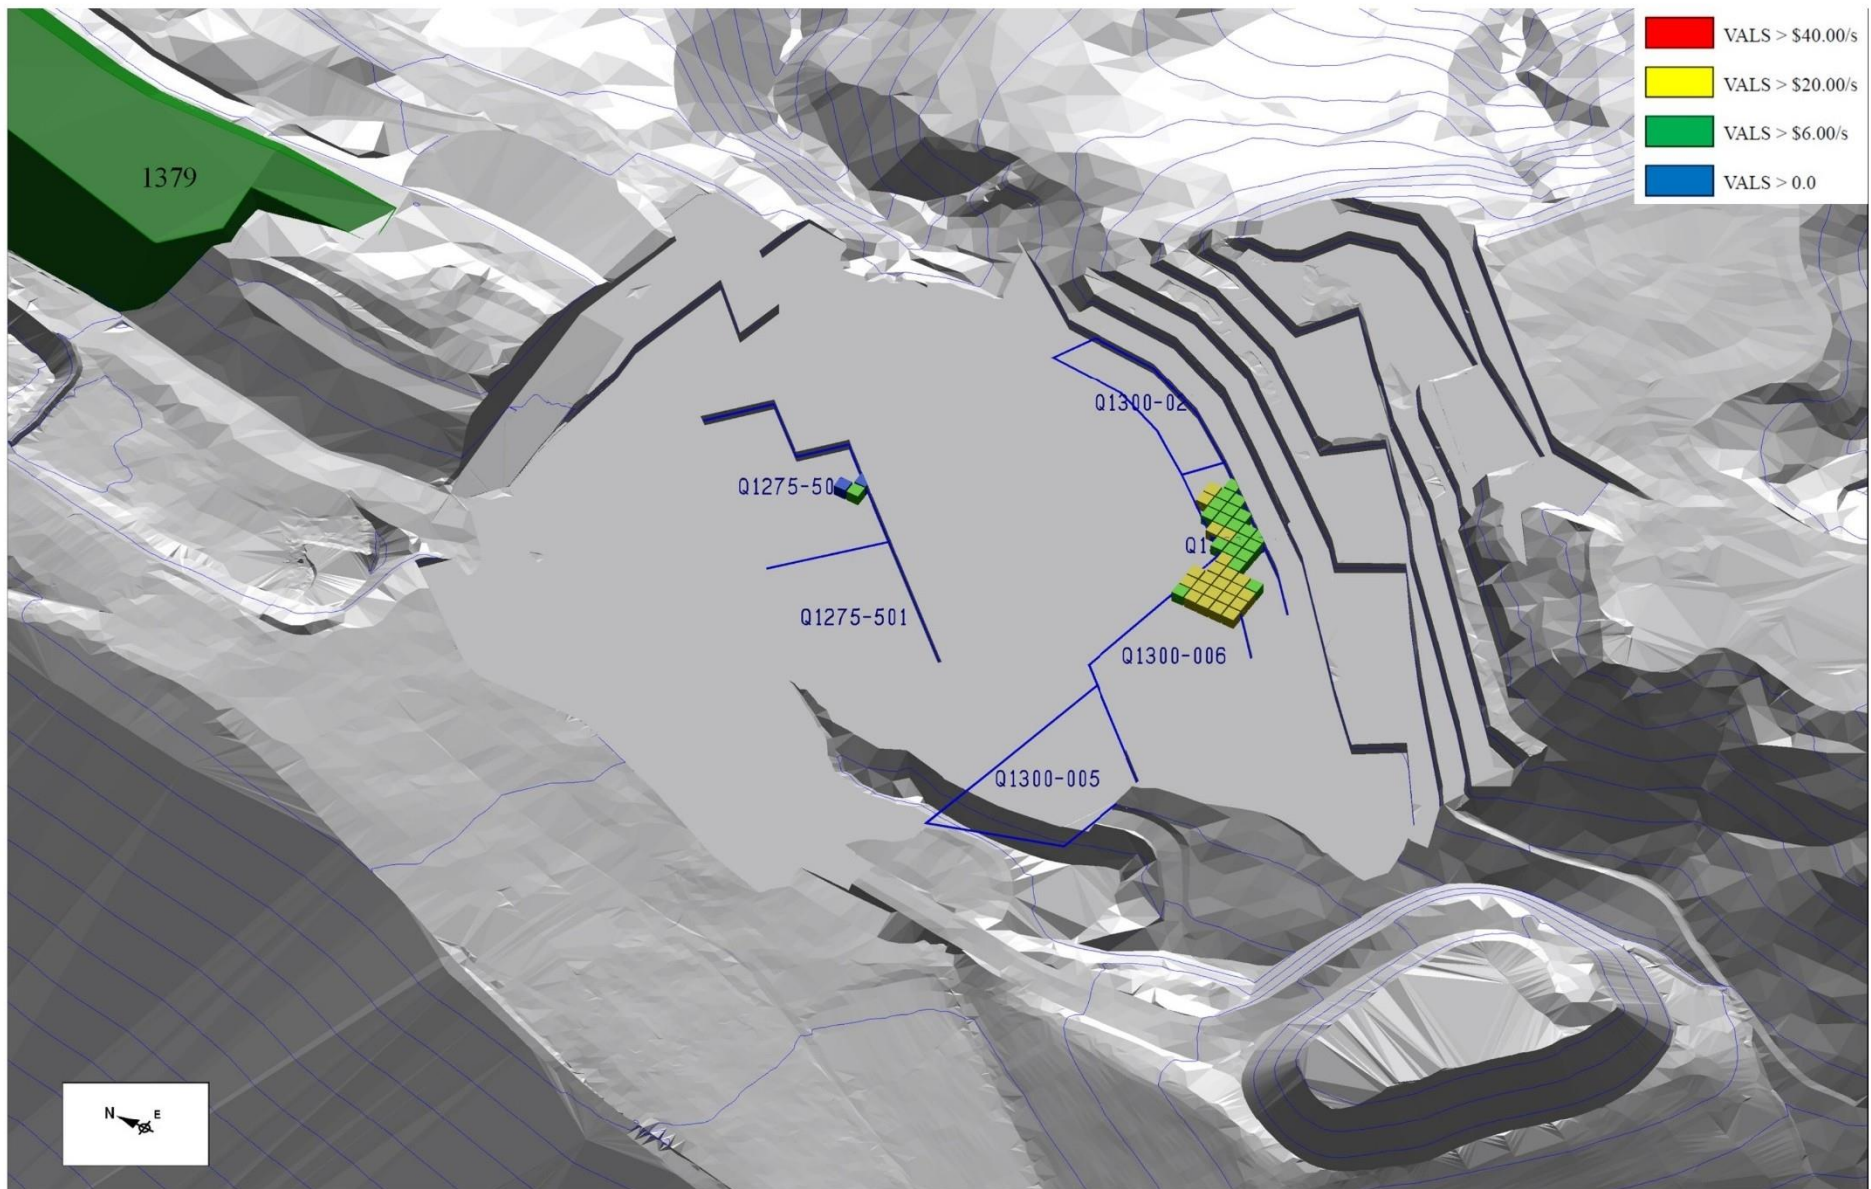 VALS > $40.00/s
VALS > $20.00/s
VALS > $6.00/s
VALS > 0.0
1379
Q1300-02
Q1275-50
Q1
Q1275-501
Q1300-006
Q1300-005
N E